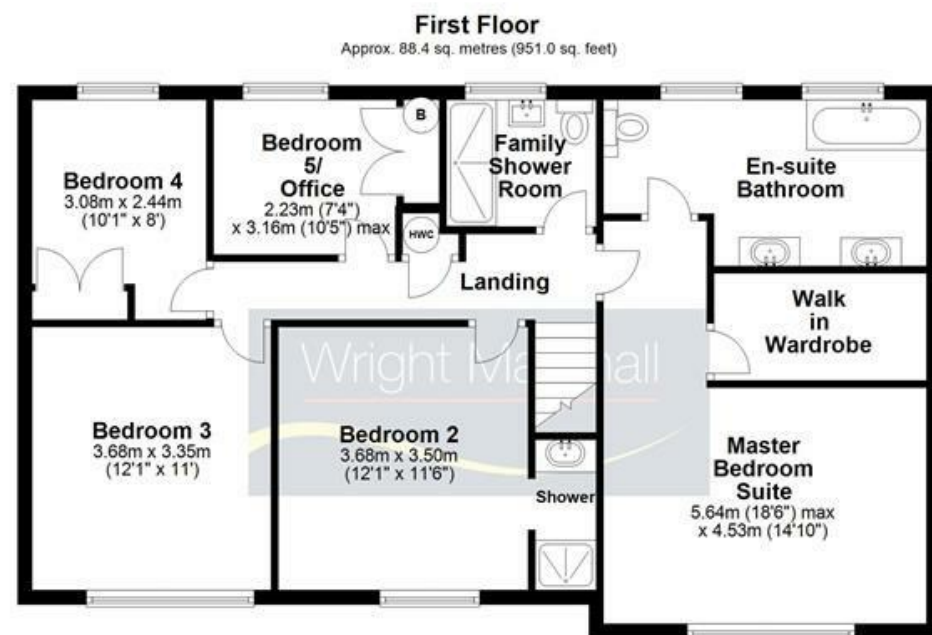 First Floor
Approx. 88.4 sq. metres (951.0 sq. feet)
Bedroom 4
3.08m x 2.44m
(10'1" x 8')
Bedroom
5/
Office
2.23m (7'4")
x 3.16m (10'5") max
B
HWC
Family
Shower
Room
En-suite
Bathroom
Landing
Walk
in
Wardrobe
Bedroom 3
3.68m x 3.35m
(12'1" x 11')
Bedroom 2
3.68m x 3.50m
(12'1" x 11'6")
Shower
Master
Bedroom
Suite
5.64m (18'6") max
x 4.53m (14'10")
Wright Marshall